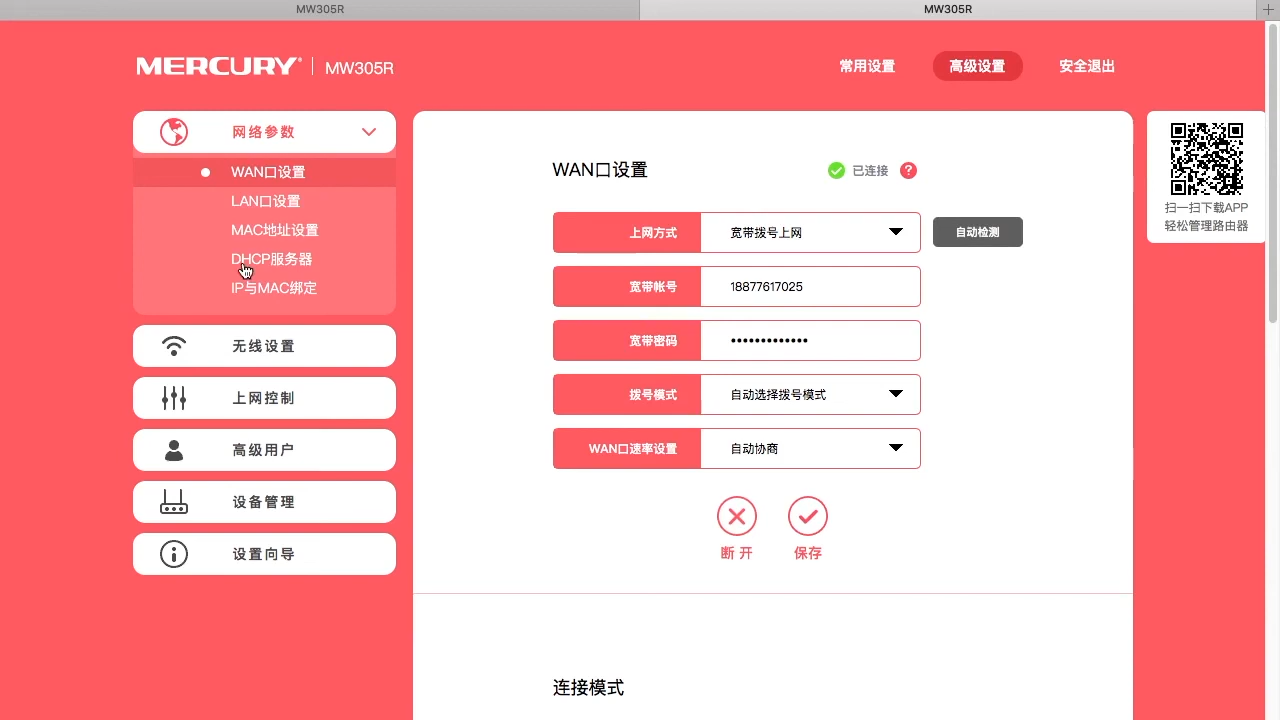 MW305R
MW305R
MERCURY MW305R
常用设置
高级设置
安全退出
网络参数
WAN口设置
LAN口设置
MAC地址设置
DHCP服务器
IP与MAC绑定
无线设置
上网控制
高级用户
设备管理
设置向导
WAN口设置
已连接
?
上网方式
宽带拨号上网
自动检测
宽带帐号
18877617025
宽带密码
•••••••••••••
拨号模式
自动选择拨号模式
WAN口速率设置
自动协商
断 开
保存
连接模式
扫一扫下载APP
轻松管理路由器